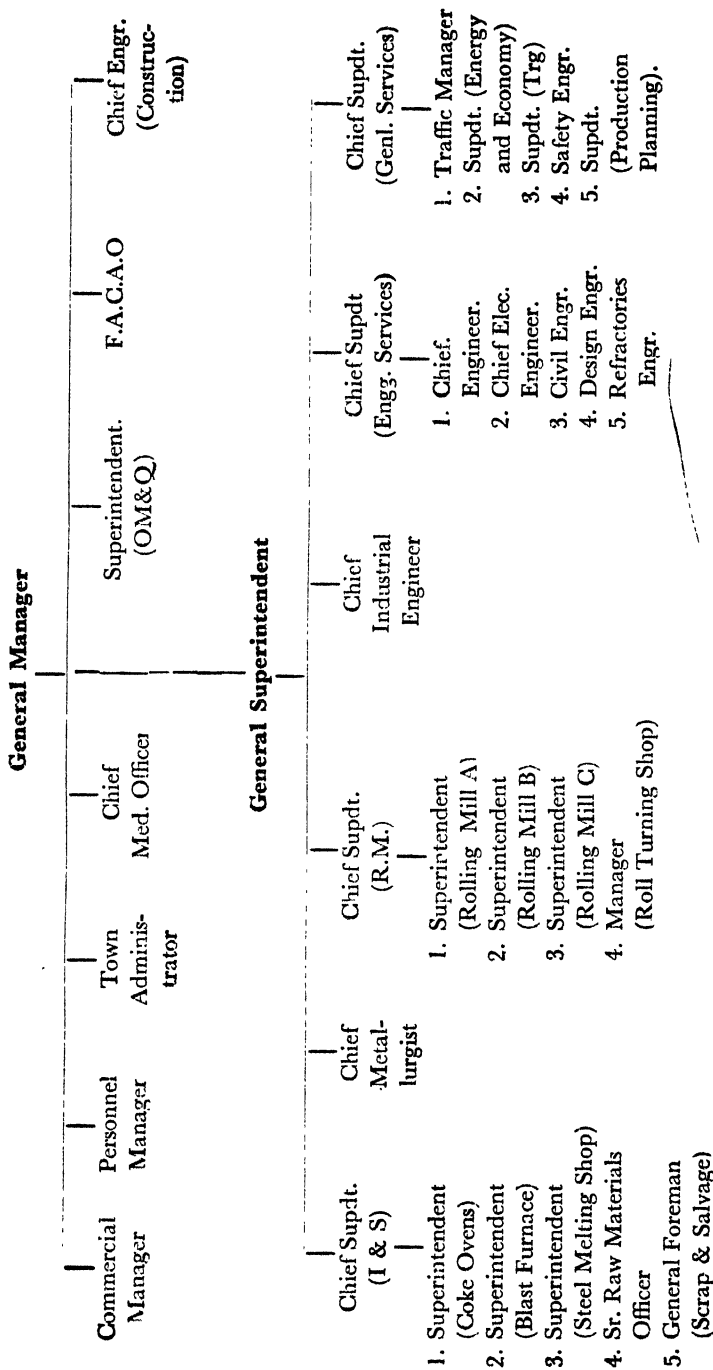 General Manager
Commercial
Manager
Personnel
Manager
Town
Adminis-
trator
Chief
Med. Officer
Superintendent.
(OM&Q)
F.A.C.A.O
Chief Engr.
(Construc-
tion)
General Superintendent
Chief Supdt.
(I & S)
1. Superintendent
(Coke Ovens)
2. Superintendent
(Blast Furnace)
3. Superintendent
(Steel Melting Shop)
4. Sr. Raw Materials
Officer
5. General Foreman
(Scrap & Salvage)
Chief
Metal-
lurgist
Chief Supdt.
(R.M.)
1. Superintendent
(Rolling Mill A)
2. Superintendent
(Rolling Mill B)
3. Superintendent
(Rolling Mill C)
4. Manager
(Roll Turning Shop)
Chief
Industrial
Engineer
Chief Supdt
(Engg. Services)
1. Chief.
Engineer.
2. Chief Elec.
Engineer.
3. Civil Engr.
4. Design Engr.
5. Refractories
Engr.
Chief Supdt.
(Genl. Services)
1. Traffic Manager
2. Supdt. (Energy
and Economy)
3. Supdt. (Trg)
4. Safety Engr.
5. Supdt.
(Production
Planning).